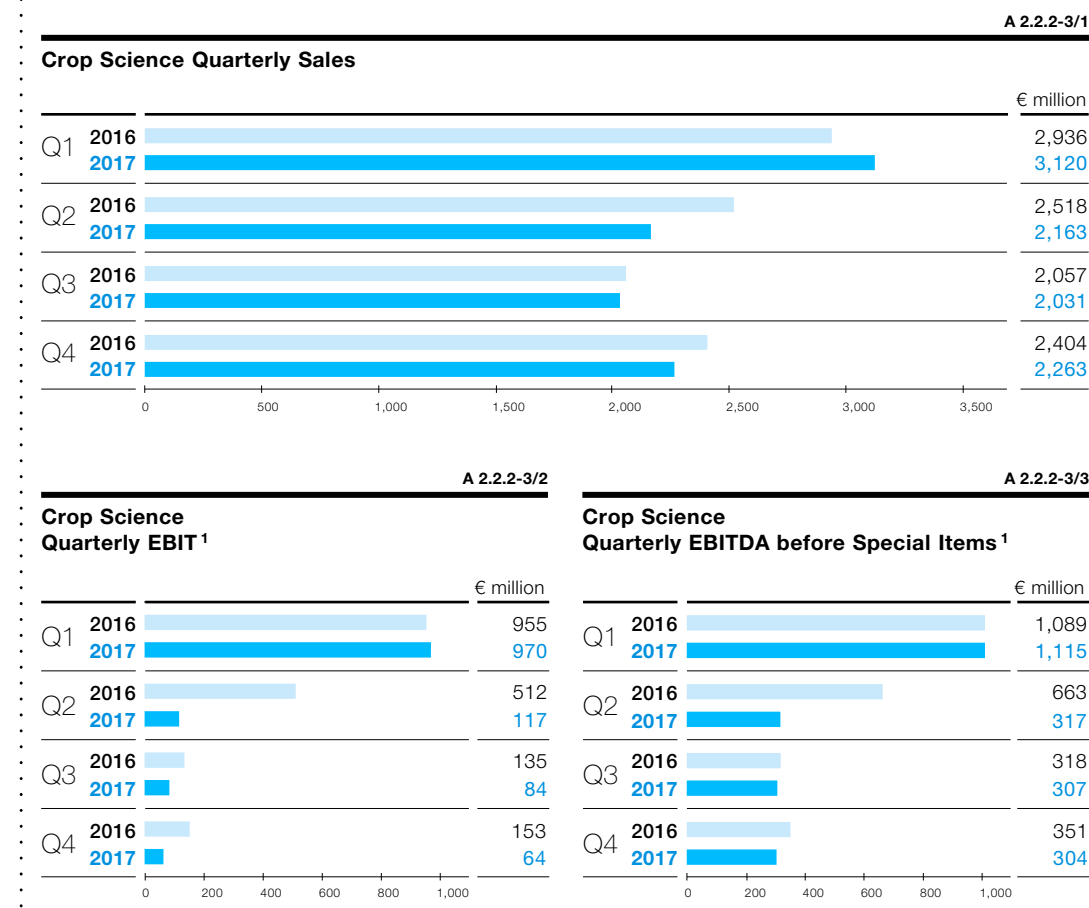 A 2.2.2-3/1
Crop Science Quarterly Sales
€ million
Q1 2016 2,936
2017 3,120
Q2 2016 2,518
2017 2,163
Q3 2016 2,057
2017 2,031
Q4 2016 2,404
2017 2,263
0 500 1,000 1,500 2,000 2,500 3,000 3,500
A 2.2.2-3/2
Crop Science
Quarterly EBIT 1
€ million
Q1 2016 955
2017 970
Q2 2016 512
2017 117
Q3 2016 135
2017 84
Q4 2016 153
2017 64
0 200 400 600 800 1,000
A 2.2.2-3/3
Crop Science
Quarterly EBITDA before Special Items 1
€ million
Q1 2016 1,089
2017 1,115
Q2 2016 663
2017 317
Q3 2016 318
2017 307
Q4 2016 351
2017 304
0 200 400 600 800 1,000